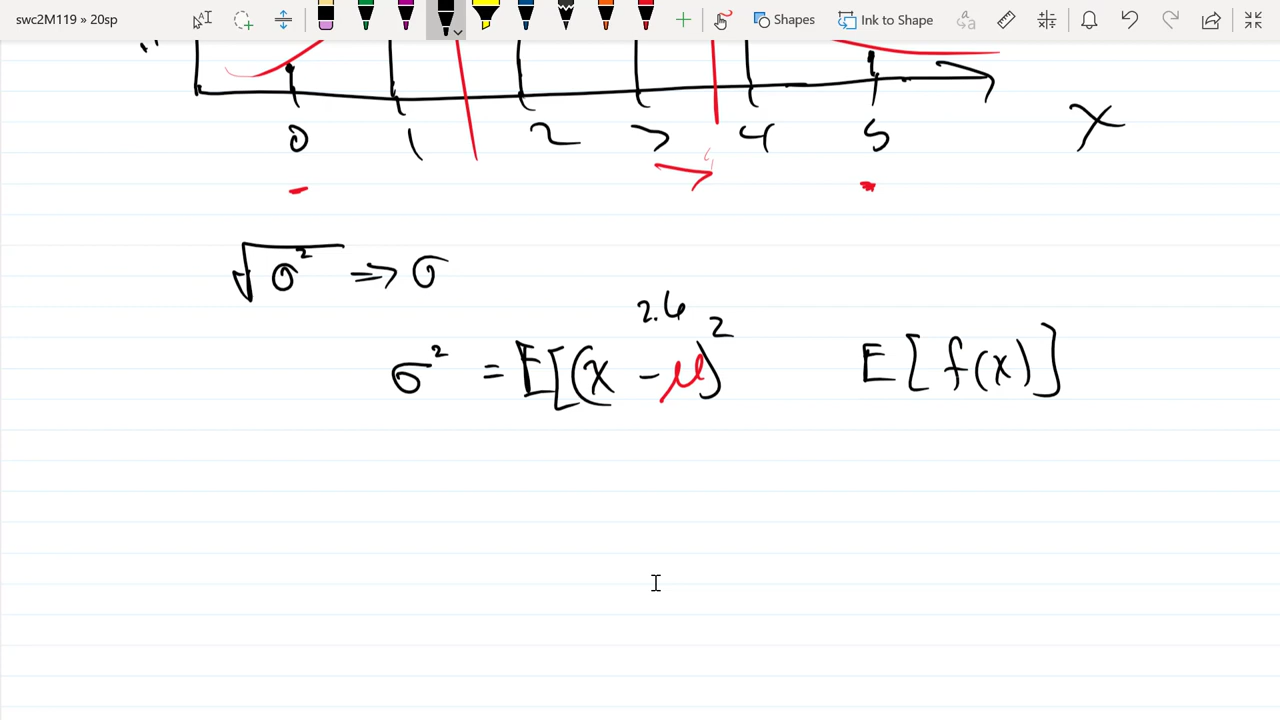 swc2M119 » 20sp Shapes Ink to Shape
0 1 2 3 4 5 x
√σ² ⇒ σ
2.6
σ² = E[(x - μ)² E[f(x)]